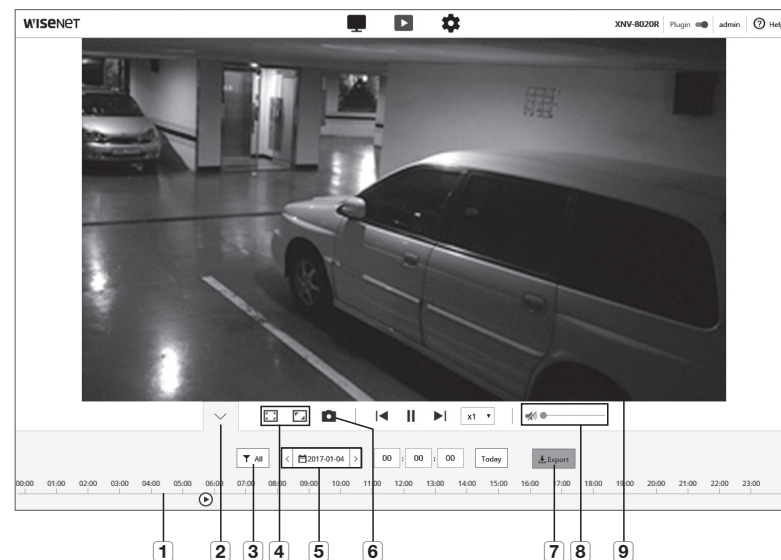 WISENET XNV-8020R Plugin admin ? Help
x1
All 2017-01-04 00 : 00 : 00 Today Export
00:00 01:00 02:00 03:00 04:00 05:00 06:00 07:00 08:00 09:00 10:00 11:00 12:00 13:00 14:00 15:00 16:00 17:00 18:00 19:00 20:00 21:00 22:00 23:00
1 2 3 4 5 6 7 8 9